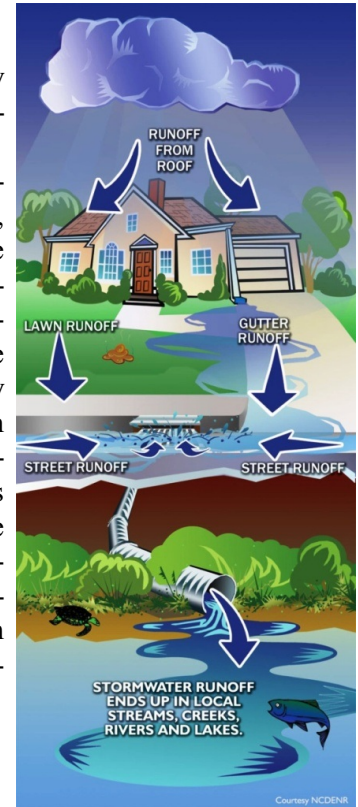 RUNOFF
FROM
ROOF
LAWN RUNOFF
GUTTER
RUNOFF
STREET RUNOFF
STREET RUNOFF
STORMWATER RUNOFF
ENDS UP IN LOCAL
STREAMS, CREEKS,
RIVERS AND LAKES.
Courtesy NCDENR